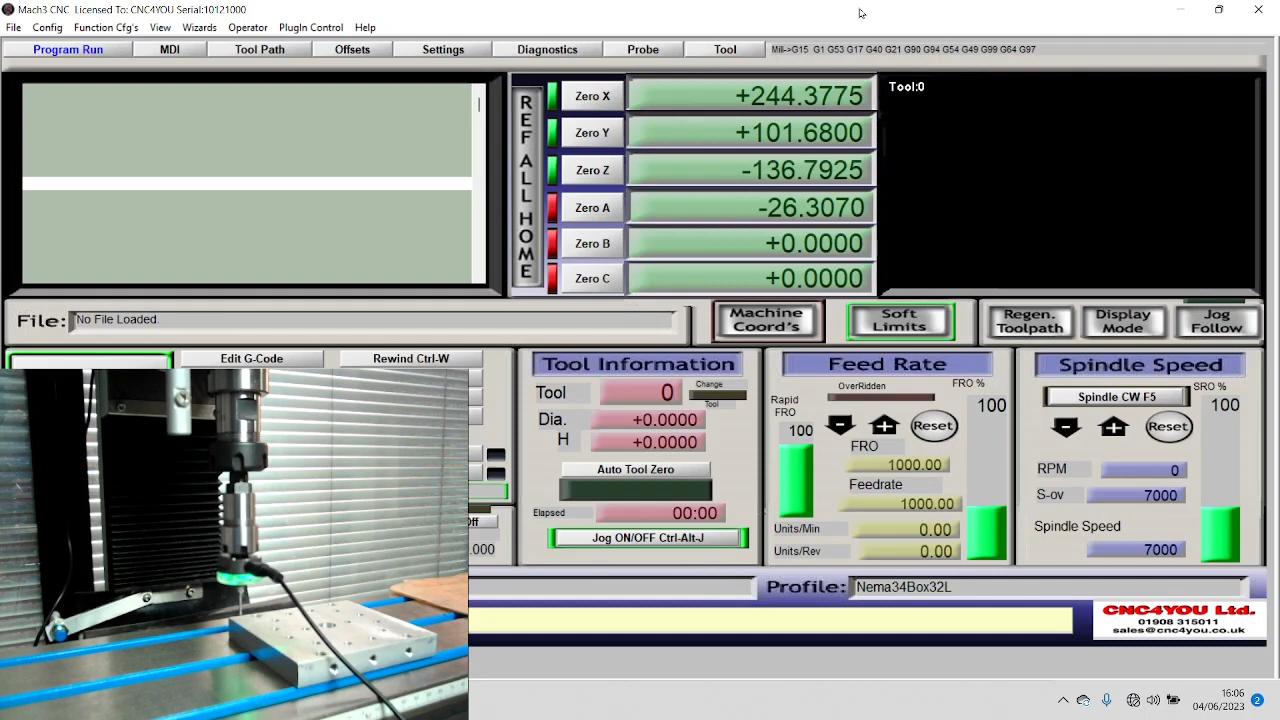 Mach3 CNC Licensed To: CNC4YOU Serial:10121000
File Config Function Cfg's View Wizards Operator PlugIn Control Help
Program Run MDI Tool Path Offsets Settings Diagnostics Probe Tool Mill->G15 G1 G53 G17 G40 G21 G90 G94 G54 G49 G99 G64 G97
REF ALL HOME
Zero X +244.3775
Zero Y +101.6800
Zero Z -136.7925
Zero A -26.3070
Zero B +0.0000
Zero C +0.0000
Tool:0
File: No File Loaded.
Machine Coord's
Soft Limits
Regen. Toolpath
Display Mode
Jog Follow
Edit G-Code
Rewind Ctrl-W
Tool Information
Tool 0
Change Tool
Dia. +0.0000
H +0.0000
Auto Tool Zero
Elapsed 00:00
Jog ON/OFF Ctrl-Alt-J
Feed Rate
OverRidden
FRO %
Rapid FRO
100
100
Reset
FRO
1000.00
Feedrate
1000.00
Units/Min 0.00
Units/Rev 0.00
Spindle Speed
Spindle CW F5
SRO %
100
Reset
RPM 0
S-ov 7000
Spindle Speed
7000
Profile: Nema34Box32L
CNC4YOU Ltd.
01908 315011
sales@cnc4you.co.uk
16:06
04/06/2023
2